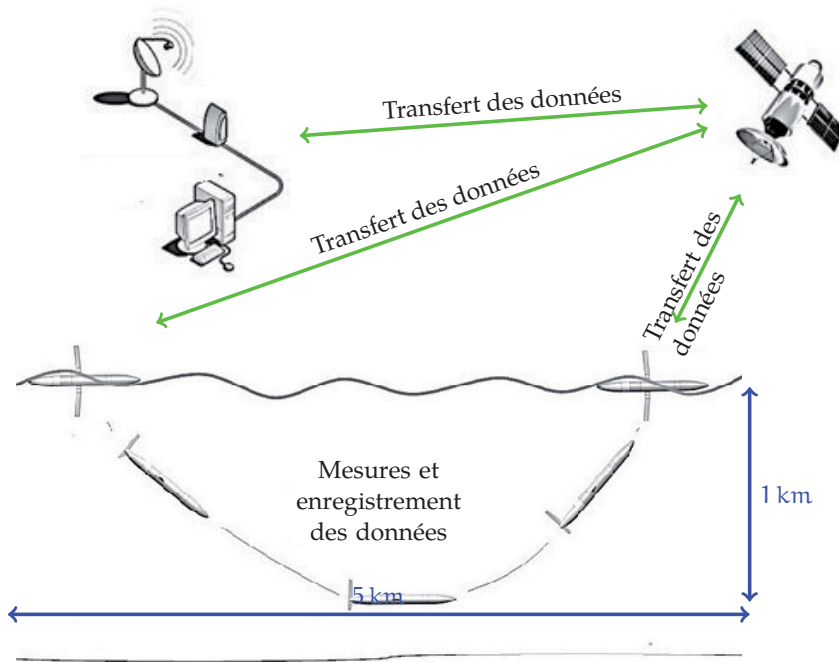 Transfert des données
Transfert des données
Transfert des
données
Mesures et
enregistrement
des données
1 km
5 km